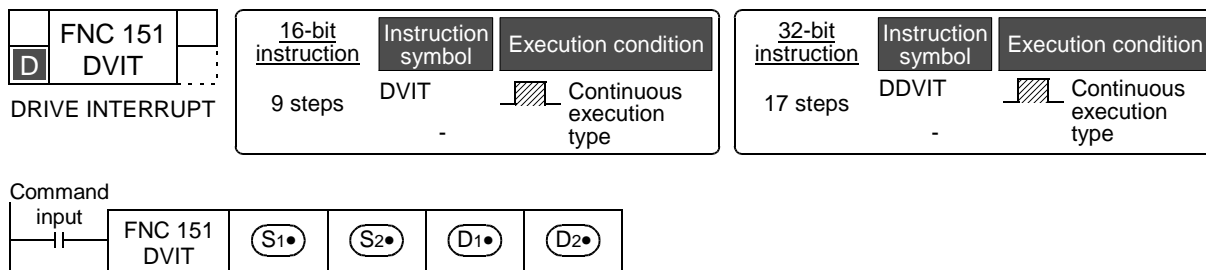 FNC 151
D DVIT
DRIVE INTERRUPT
16-bit instruction Instruction symbol Execution condition
9 steps DVIT Continuous execution type
-
32-bit instruction Instruction symbol Execution condition
17 steps DDVIT Continuous execution type
-
Command
input
FNC 151
DVIT
S1• S2• D1• D2•